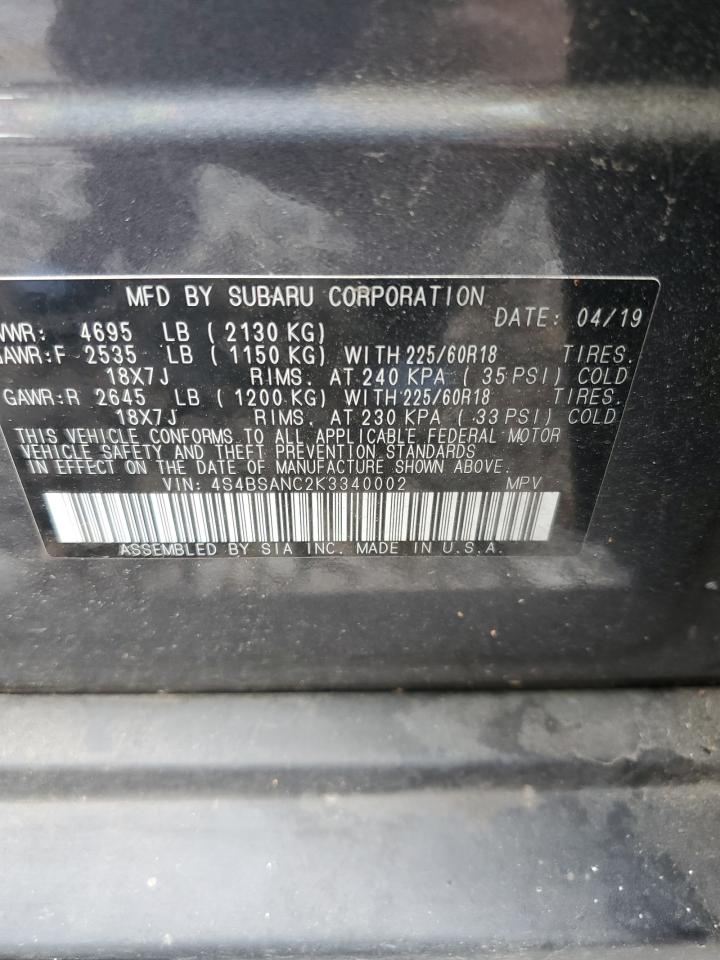 MFD BY SUBARU CORPORATION
DATE: 04/19
VWR: 4695 LB (2130 KG)
GAWR:F 2535 LB (1150 KG) WITH 225/60R18 TIRES.
18X7J RIMS. AT 240 KPA (35 PSI) COLD
GAWR:R 2645 LB (1200 KG) WITH 225/60R18 TIRES.
18X7J RIMS. AT 230 KPA (33 PSI) COLD
THIS VEHICLE CONFORMS TO ALL APPLICABLE FEDERAL MOTOR
VEHICLE SAFETY AND THEFT PREVENTION STANDARDS
IN EFFECT ON THE DATE OF MANUFACTURE SHOWN ABOVE.
VIN: 4S4BSANC2K3340002 MPV
ASSEMBLED BY SIA INC. MADE IN U.S.A.